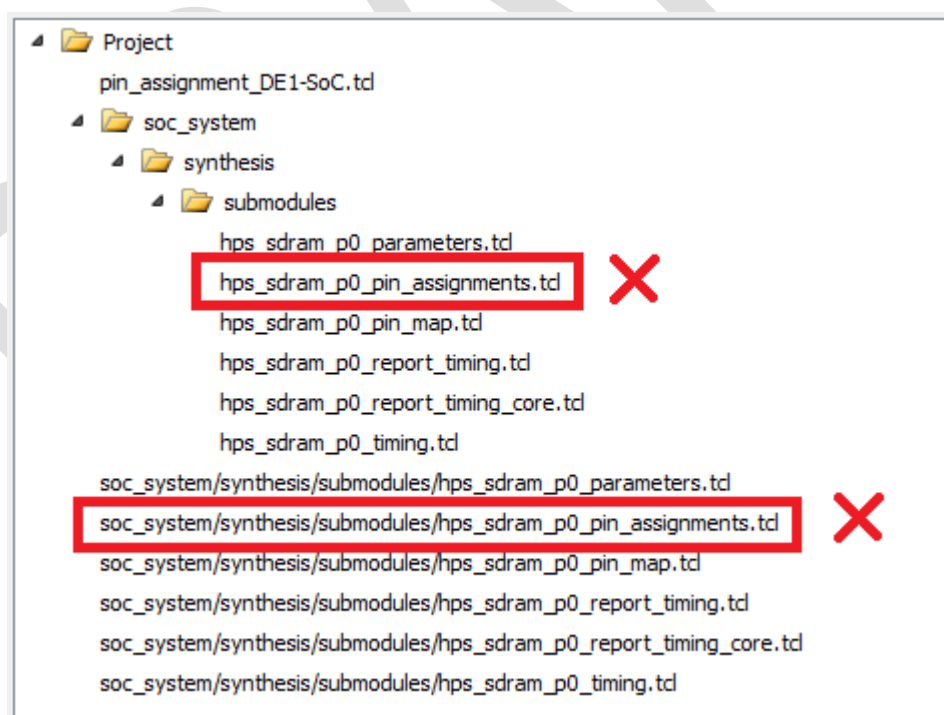 Project
pin_assignment_DE1-SoC.tcl
soc_system
synthesis
submodules
hps_sdram_p0_parameters.tcl
hps_sdram_p0_pin_assignments.tcl
hps_sdram_p0_pin_map.tcl
hps_sdram_p0_report_timing.tcl
hps_sdram_p0_report_timing_core.tcl
hps_sdram_p0_timing.tcl
soc_system/synthesis/submodules/hps_sdram_p0_parameters.tcl
soc_system/synthesis/submodules/hps_sdram_p0_pin_assignments.tcl
soc_system/synthesis/submodules/hps_sdram_p0_pin_map.tcl
soc_system/synthesis/submodules/hps_sdram_p0_report_timing.tcl
soc_system/synthesis/submodules/hps_sdram_p0_report_timing_core.tcl
soc_system/synthesis/submodules/hps_sdram_p0_timing.tcl